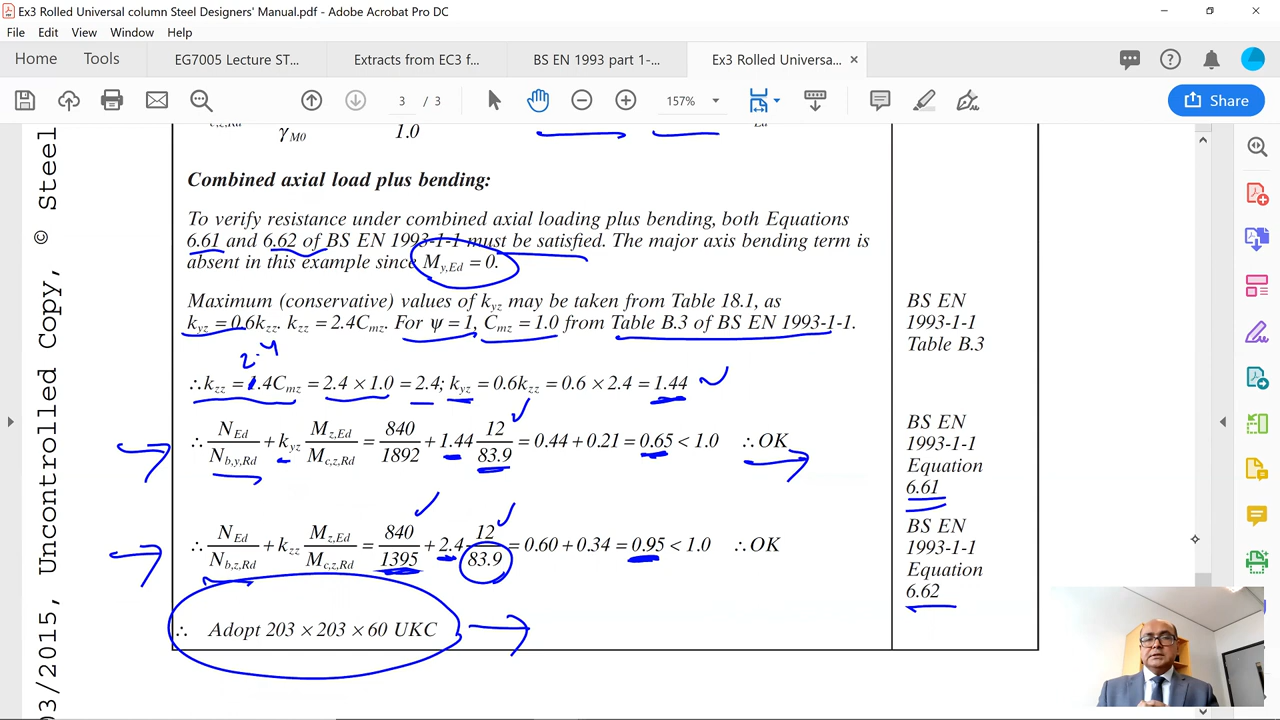 Ex3 Rolled Universal column Steel Designers' Manual.pdf - Adobe Acrobat Pro DC
File Edit View Window Help
Home Tools EG7005 Lecture ST... Extracts from EC3 f... BS EN 1993 part 1-... Ex3 Rolled Universa... ×
3 / 3 157% Share
γM0 1.0
Combined axial load plus bending:
To verify resistance under combined axial loading plus bending, both Equations
6.61 and 6.62 of BS EN 1993-1-1 must be satisfied. The major axis bending term is
absent in this example since My,Ed = 0.
Maximum (conservative) values of kyz may be taken from Table 18.1, as
kyz = 0.6kzz. kzz = 2.4Cmz. For ψ = 1, Cmz = 1.0 from Table B.3 of BS EN 1993-1-1.
BS EN
1993-1-1
Table B.3
2.4
∴ kzz = 1.4Cmz = 2.4 × 1.0 = 2.4; kyz = 0.6kzz = 0.6 × 2.4 = 1.44
∴ NEd/Nb,y,Rd + kyz Mz,Ed/Mc,z,Rd = 840/1892 + 1.44 12/83.9 = 0.44 + 0.21 = 0.65 < 1.0 ∴ OK
BS EN
1993-1-1
Equation
6.61
∴ NEd/Nb,z,Rd + kzz Mz,Ed/Mc,z,Rd = 840/1395 + 2.4 12/83.9 = 0.60 + 0.34 = 0.95 < 1.0 ∴ OK
BS EN
1993-1-1
Equation
6.62
∴ Adopt 203 × 203 × 60 UKC
03/2015, Uncontrolled Copy, © Steel